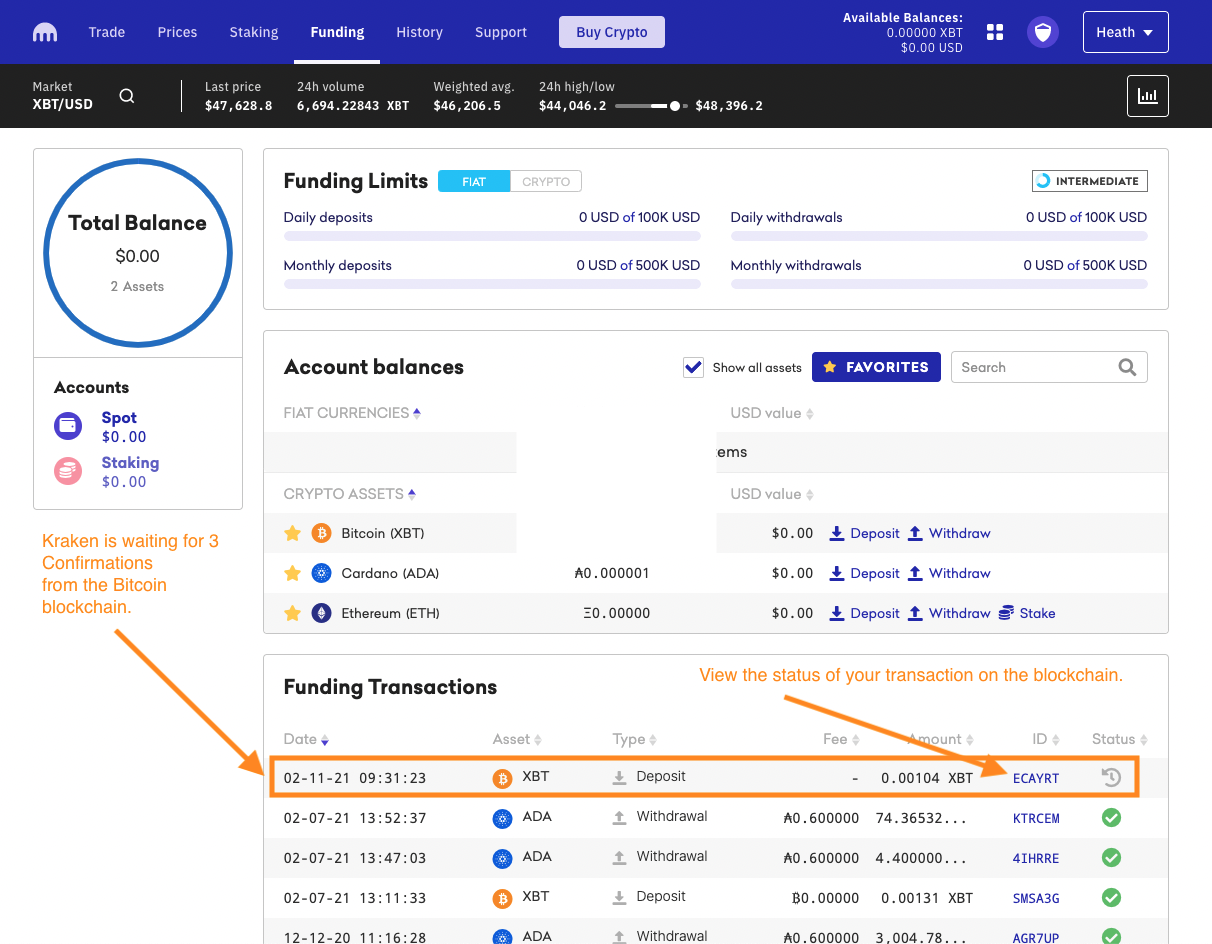 Trade Prices Staking Funding History Support Buy Crypto
Available Balances:
0.00000 XBT
$0.00 USD
Heath
Market
XBT/USD
Last price
$47,628.8
24h volume
6,694.22843 XBT
Weighted avg.
$46,206.5
24h high/low
$44,046.2 $48,396.2
Total Balance
$0.00
2 Assets
Accounts
Spot
$0.00
Staking
$0.00
Funding Limits FIAT CRYPTO INTERMEDIATE
Daily deposits 0 USD of 100K USD
Daily withdrawals 0 USD of 100K USD
Monthly deposits 0 USD of 500K USD
Monthly withdrawals 0 USD of 500K USD
Account balances Show all assets FAVORITES Search
FIAT CURRENCIES USD value
tems
CRYPTO ASSETS USD value
Bitcoin (XBT) $0.00 Deposit Withdraw
Cardano (ADA) ₳0.000001 $0.00 Deposit Withdraw
Ethereum (ETH) Ξ0.00000 $0.00 Deposit Withdraw Stake
Kraken is waiting for 3
Confirmations
from the Bitcoin
blockchain.
View the status of your transaction on the blockchain.
Funding Transactions
Date Asset Type Fee Amount ID Status
02-11-21 09:31:23 XBT Deposit - 0.00104 XBT ECAYRT
02-07-21 13:52:37 ADA Withdrawal ₳0.600000 74.36532... KTRCEM
02-07-21 13:47:03 ADA Withdrawal ₳0.600000 4.400000... 4IHRRE
02-07-21 13:11:33 XBT Deposit ₿0.00000 0.00131 XBT SMSA3G
12-12-20 11:16:28 ADA Withdrawal ₳0.600000 3,004.78... AGR7UP